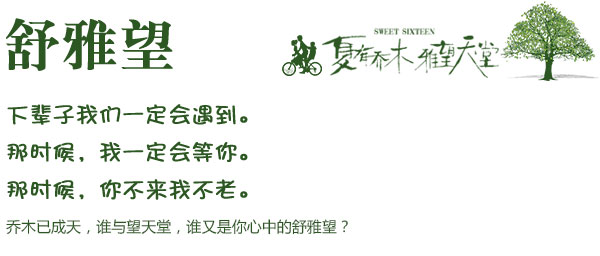 舒雅望
SWEET SIXTEEN
夏有乔木 雅望天堂
下辈子我们一定会遇到。
那时候，我一定会等你。
那时候，你不来我不老。
乔木已成天，谁与望天堂，谁又是你心中的舒雅望？